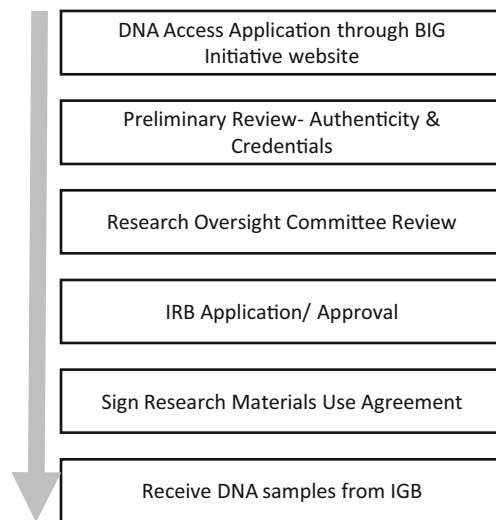 DNA Access Application through BIG
Initiative website
Preliminary Review- Authenticity &
Credentials
Research Oversight Committee Review
IRB Application/ Approval
Sign Research Materials Use Agreement
Receive DNA samples from IGB